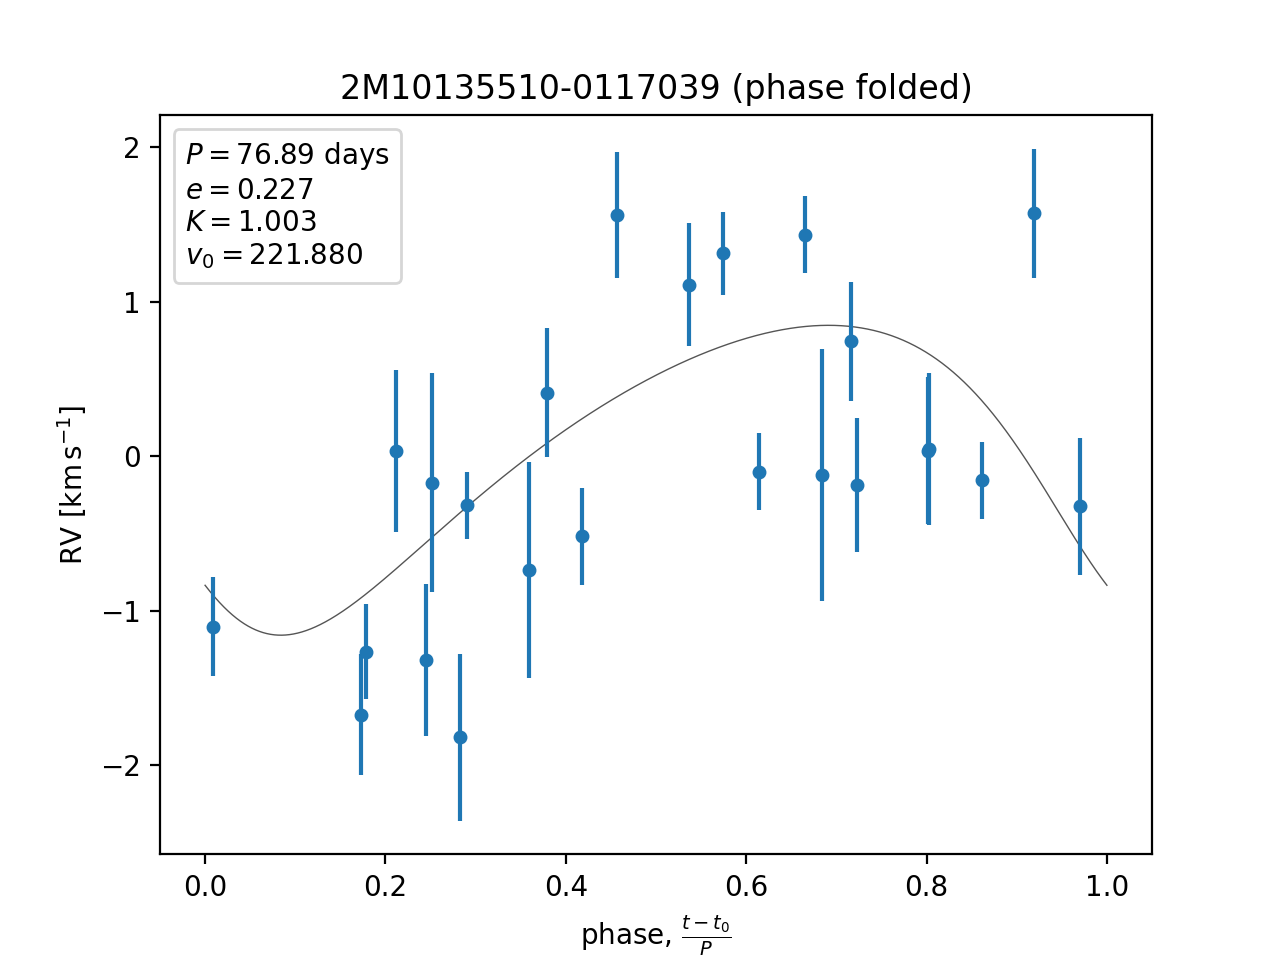 2M10135510-0117039 (phase folded)
P = 76.89 days
e = 0.227
K = 1.003
v₀ = 221.880
2
1
0
−1
−2
RV [km s⁻¹]
0.0 0.2 0.4 0.6 0.8 1.0
phase, (t − t₀)/P